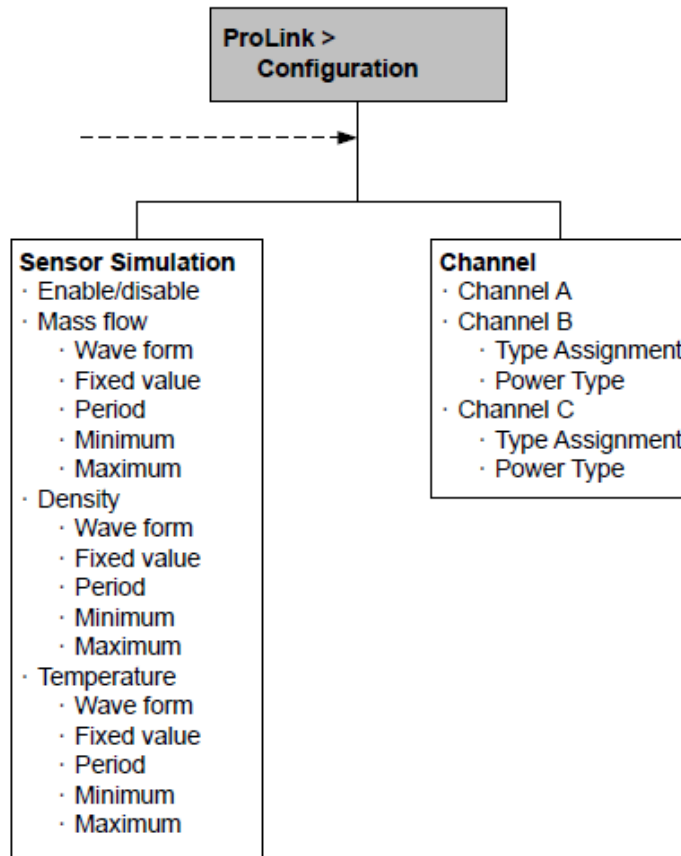 ProLink >
Configuration
Sensor Simulation
· Enable/disable
· Mass flow
· Wave form
· Fixed value
· Period
· Minimum
· Maximum
· Density
· Wave form
· Fixed value
· Period
· Minimum
· Maximum
· Temperature
· Wave form
· Fixed value
· Period
· Minimum
· Maximum
Channel
· Channel A
· Channel B
· Type Assignment
· Power Type
· Channel C
· Type Assignment
· Power Type